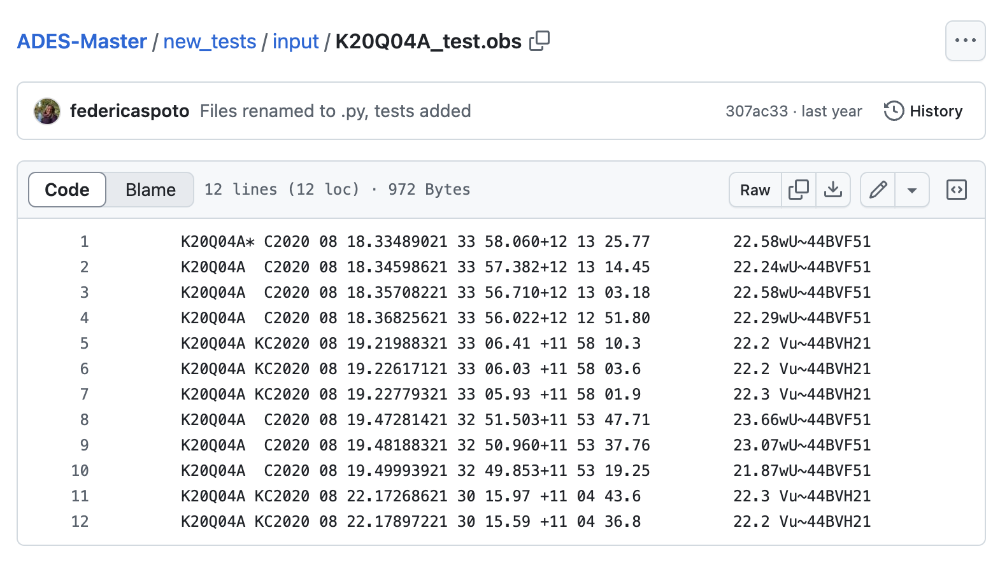 ADES-Master / new_tests / input / K20Q04A_test.obs
federicaspoto Files renamed to .py, tests added 307ac33 · last year History
Code Blame 12 lines (12 loc) · 972 Bytes Raw
1 K20Q04A* C2020 08 18.33489021 33 58.060+12 13 25.77 22.58wU~44BVF51
2 K20Q04A  C2020 08 18.34598621 33 57.382+12 13 14.45 22.24wU~44BVF51
3 K20Q04A  C2020 08 18.35708221 33 56.710+12 13 03.18 22.58wU~44BVF51
4 K20Q04A  C2020 08 18.36825621 33 56.022+12 12 51.80 22.29wU~44BVF51
5 K20Q04A KC2020 08 19.21988321 33 06.41 +11 58 10.3 22.2 Vu~44BVH21
6 K20Q04A KC2020 08 19.22617121 33 06.03 +11 58 03.6 22.2 Vu~44BVH21
7 K20Q04A KC2020 08 19.22779321 33 05.93 +11 58 01.9 22.3 Vu~44BVH21
8 K20Q04A  C2020 08 19.47281421 32 51.503+11 53 47.71 23.66wU~44BVF51
9 K20Q04A  C2020 08 19.48188321 32 50.960+11 53 37.76 23.07wU~44BVF51
10 K20Q04A  C2020 08 19.49993921 32 49.853+11 53 19.25 21.87wU~44BVF51
11 K20Q04A KC2020 08 22.17268621 30 15.97 +11 04 43.6 22.3 Vu~44BVH21
12 K20Q04A KC2020 08 22.17897221 30 15.59 +11 04 36.8 22.2 Vu~44BVH21